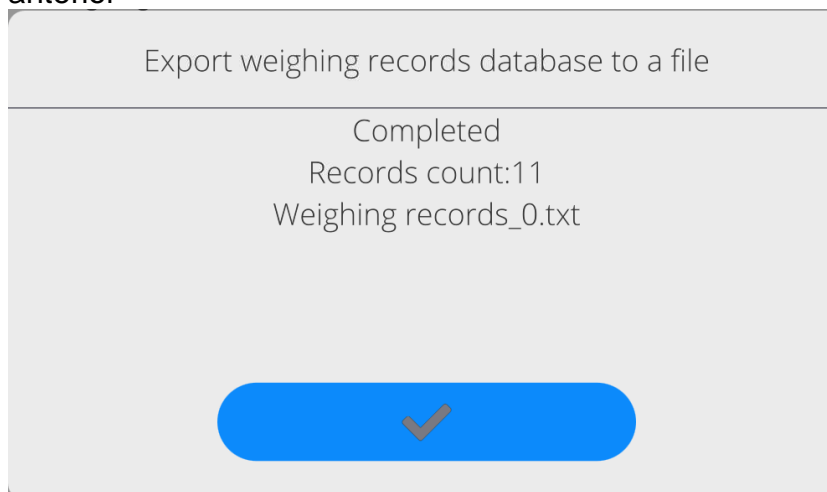 Export weighing records database to a file
Completed
Records count:11
Weighing records_0.txt